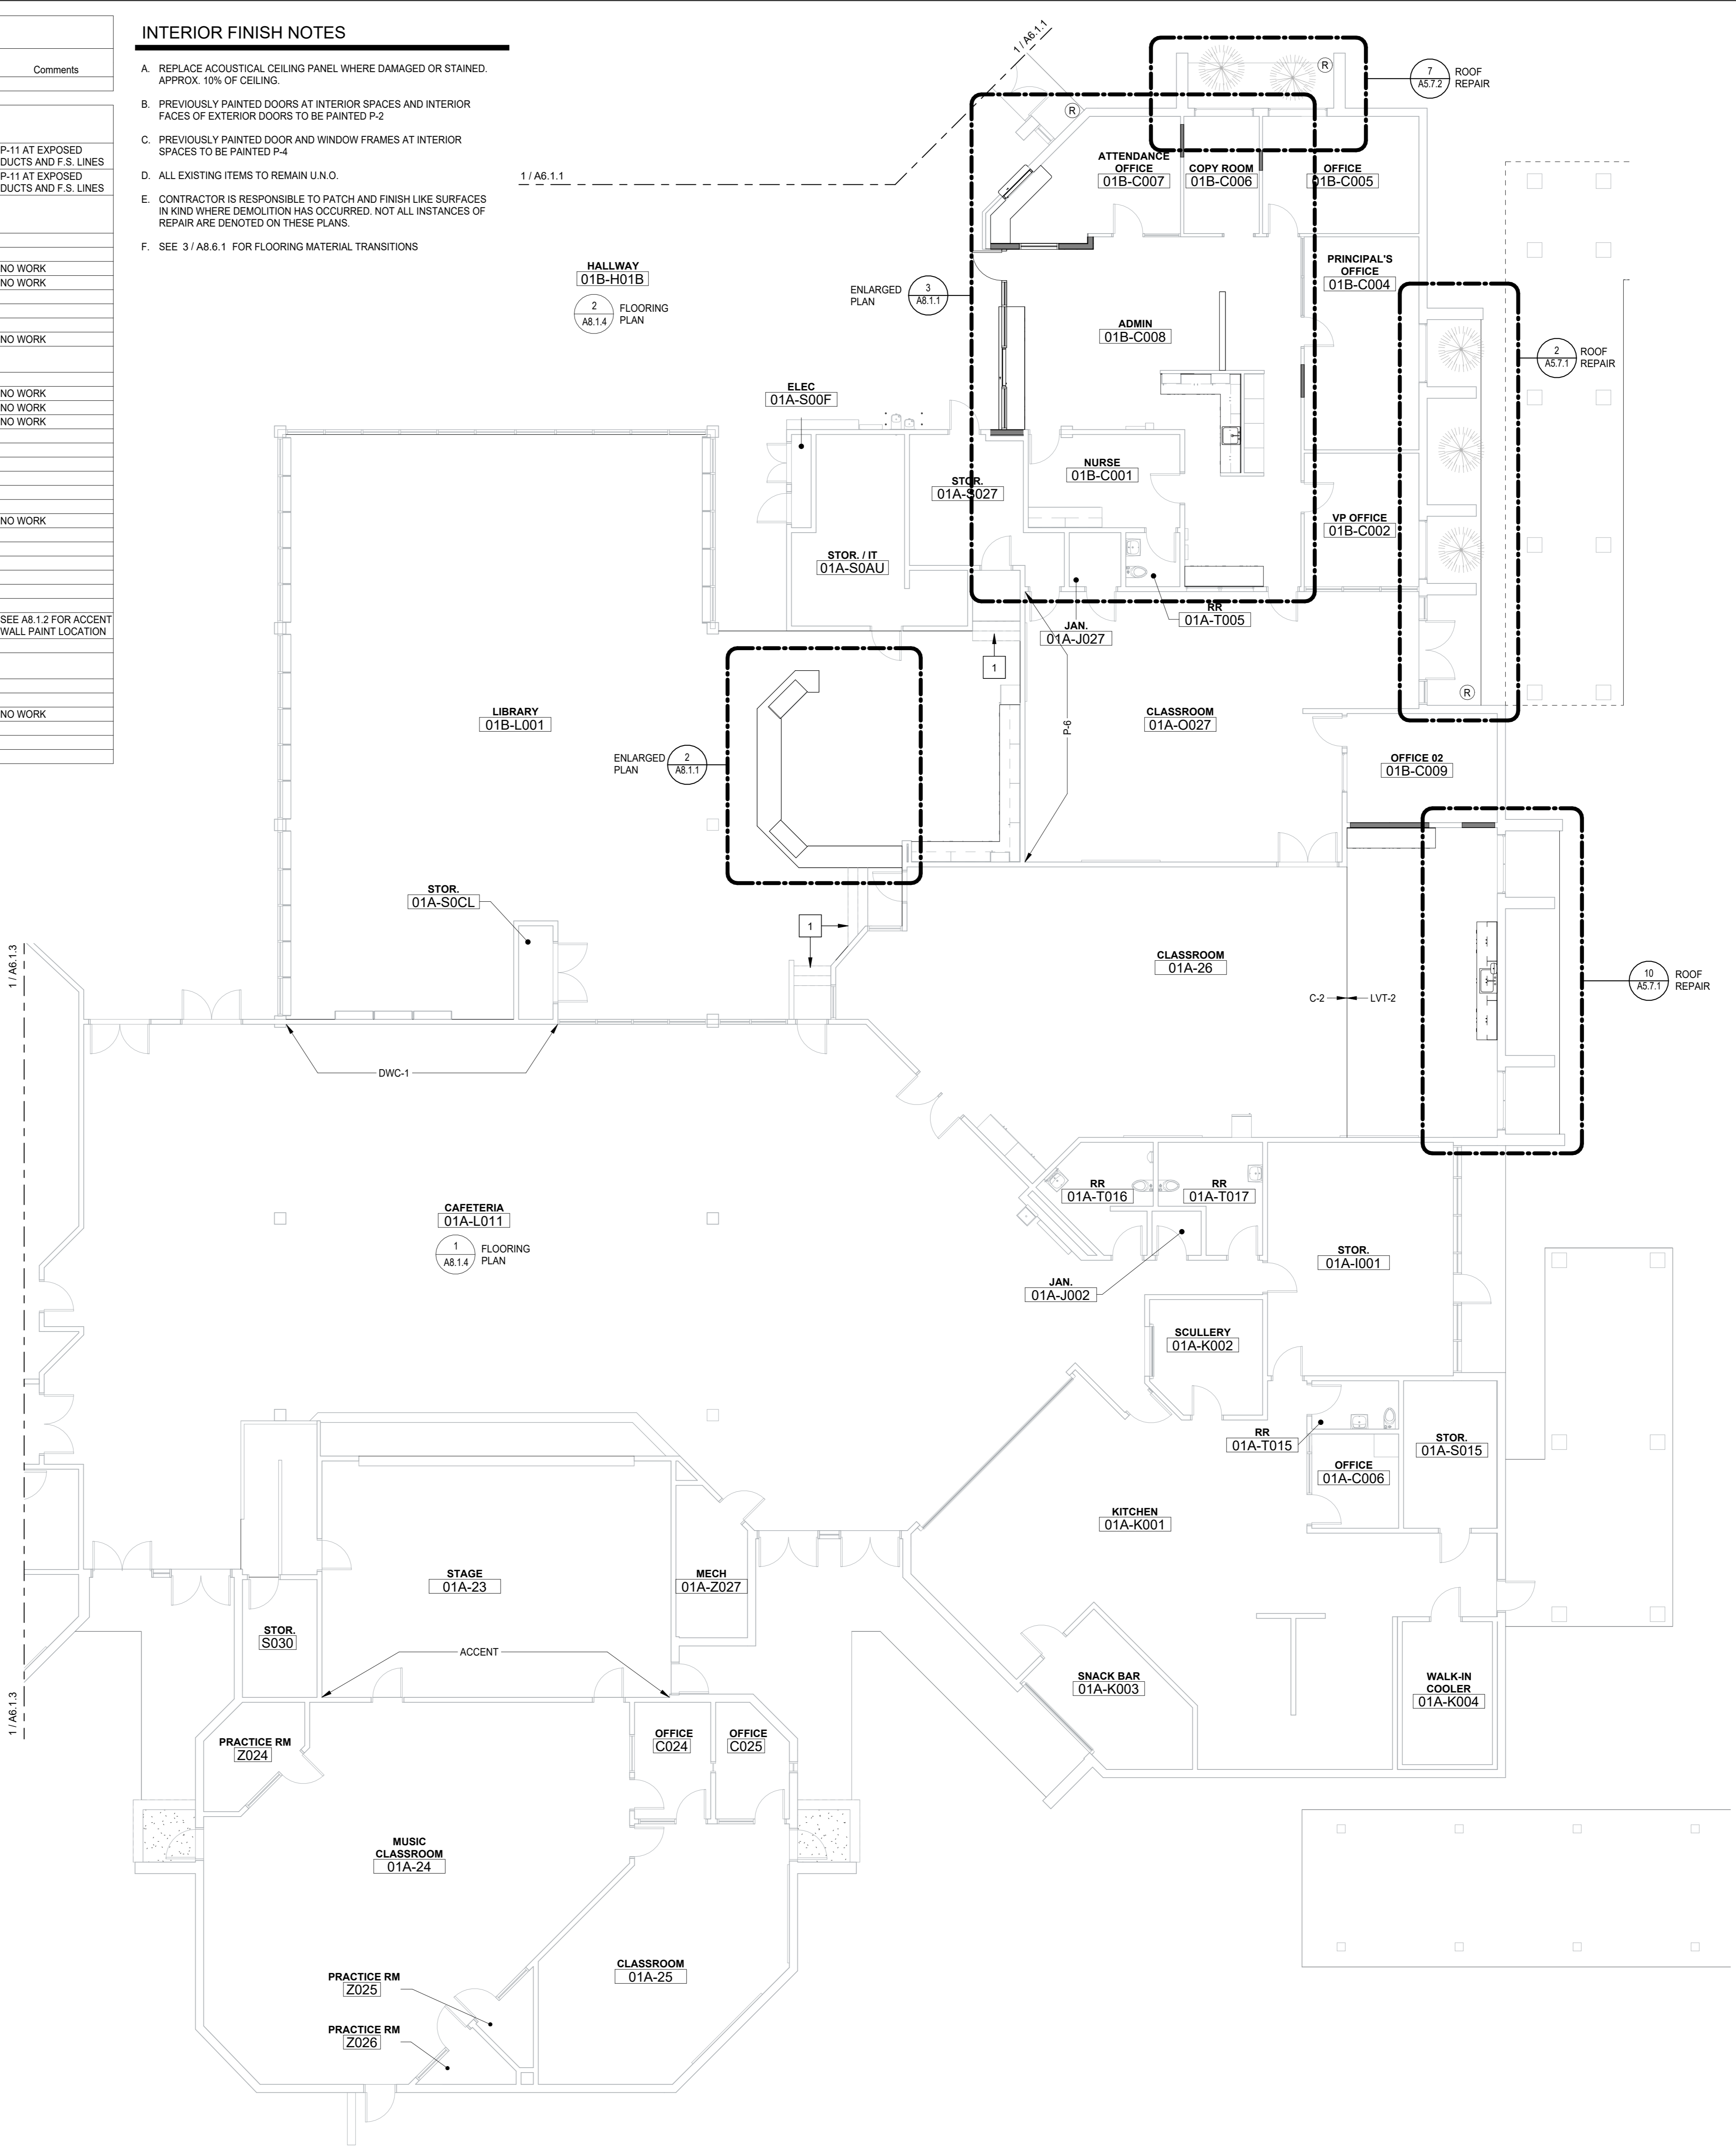 Comments
P-11 AT EXPOSED
DUCTS AND F.S. LINES
P-11 AT EXPOSED
DUCTS AND F.S. LINES
NO WORK
NO WORK
NO WORK
NO WORK
NO WORK
NO WORK
NO WORK
SEE A8.1.2 FOR ACCENT
WALL PAINT LOCATION
NO WORK
INTERIOR FINISH NOTES
A. REPLACE ACOUSTICAL CEILING PANEL WHERE DAMAGED OR STAINED.
APPROX. 10% OF CEILING.
B. PREVIOUSLY PAINTED DOORS AT INTERIOR SPACES AND INTERIOR
FACES OF EXTERIOR DOORS TO BE PAINTED P-2
C. PREVIOUSLY PAINTED DOOR AND WINDOW FRAMES AT INTERIOR
SPACES TO BE PAINTED P-4
D. ALL EXISTING ITEMS TO REMAIN U.N.O.
E. CONTRACTOR IS RESPONSIBLE TO PATCH AND FINISH LIKE SURFACES
IN KIND WHERE DEMOLITION HAS OCCURRED. NOT ALL INSTANCES OF
REPAIR ARE DENOTED ON THESE PLANS.
F. SEE 3 / A8.6.1 FOR FLOORING MATERIAL TRANSITIONS
1 / A6.1.1
1 / A6.1.1
R
R
7
A5.7.2
ROOF
REPAIR
ATTENDANCE
OFFICE
01B-C007
COPY ROOM
01B-C006
OFFICE
01B-C005
HALLWAY
01B-H01B
2
A8.1.4
FLOORING
PLAN
ENLARGED
PLAN
3
A8.1.1
PRINCIPAL'S
OFFICE
01B-C004
ADMIN
01B-C008
2
A5.7.1
ROOF
REPAIR
ELEC
01A-S00F
NURSE
01B-C001
STOR.
01A-S027
VP OFFICE
01B-C002
STOR. / IT
01A-S0AU
RR
01A-T005
JAN.
01A-J027
1
R
LIBRARY
01B-L001
CLASSROOM
01A-O027
P-6
ENLARGED
PLAN
2
A8.1.1
OFFICE 02
01B-C009
STOR.
01A-S0CL
1
CLASSROOM
01A-26
C-2
LVT-2
10
A5.7.1
ROOF
REPAIR
1 / A6.1.3
DWC-1
CAFETERIA
01A-L011
1
A8.1.4
FLOORING
PLAN
RR
01A-T016
RR
01A-T017
JAN.
01A-J002
STOR.
01A-I001
SCULLERY
01A-K002
RR
01A-T015
OFFICE
01A-C006
STOR.
01A-S015
KITCHEN
01A-K001
STAGE
01A-23
MECH
01A-Z027
STOR.
S030
ACCENT
SNACK BAR
01A-K003
WALK-IN
COOLER
01A-K004
1 / A6.1.3
PRACTICE RM
Z024
OFFICE
C024
OFFICE
C025
MUSIC
CLASSROOM
01A-24
CLASSROOM
01A-25
PRACTICE RM
Z025
PRACTICE RM
Z026